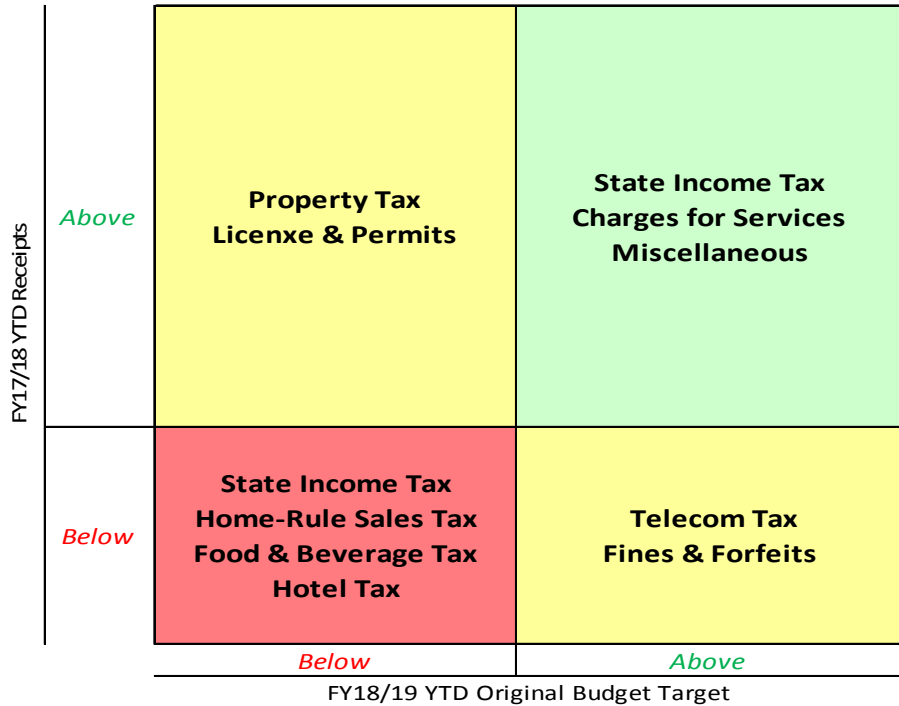 FY17/18 YTD Receipts
Above
Property Tax
Licenxe & Permits
State Income Tax
Charges for Services
Miscellaneous
Below
State Income Tax
Home-Rule Sales Tax
Food & Beverage Tax
Hotel Tax
Telecom Tax
Fines & Forfeits
Below
Above
FY18/19 YTD Original Budget Target